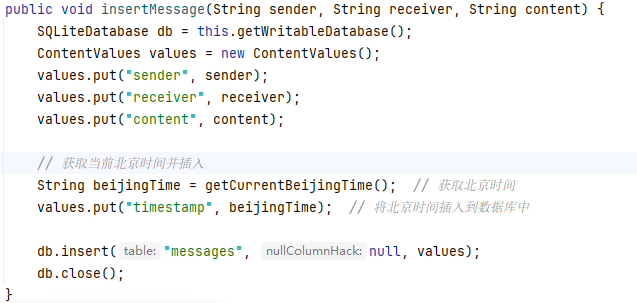 public void insertMessage(String sender, String receiver, String content) {
    SQLiteDatabase db = this.getWritableDatabase();
    ContentValues values = new ContentValues();
    values.put("sender", sender);
    values.put("receiver", receiver);
    values.put("content", content);
    // 获取当前北京时间并插入
    String beijingTime = getCurrentBeijingTime();  // 获取北京时间
    values.put("timestamp", beijingTime);  // 将北京时间插入到数据库中
    db.insert( table: "messages",  nullColumnHack: null, values);
    db.close();
}